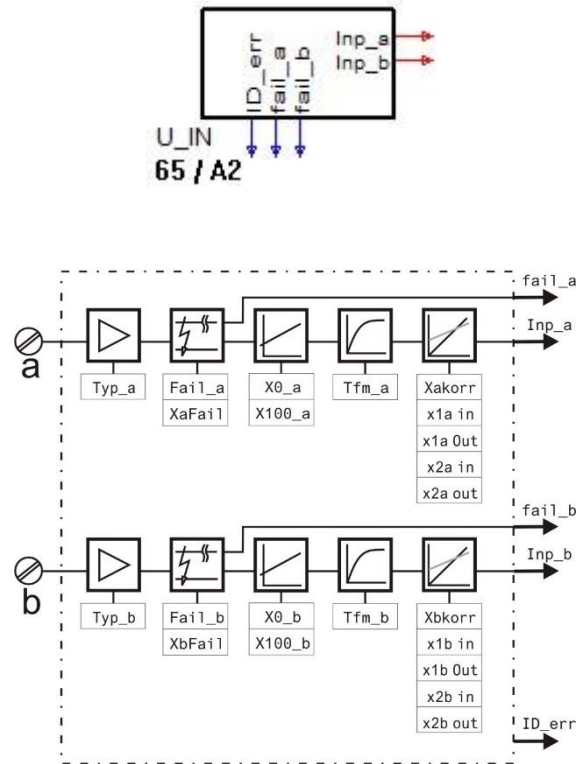 Inp_a
Inp_b
ID_err
fail_a
fail_b
U_IN
65 / A2
fail_a
Inp_a
a
Typ_a
Fail_a
X0_a
Tfm_a
Xakorr
XaFail
X100_a
x1a in
x1a Out
x2a in
x2a out
fail_b
Inp_b
b
Typ_b
Fail_b
X0_b
Tfm_b
Xbkorr
XbFail
X100_b
x1b in
x1b Out
x2b in
x2b out
ID_err